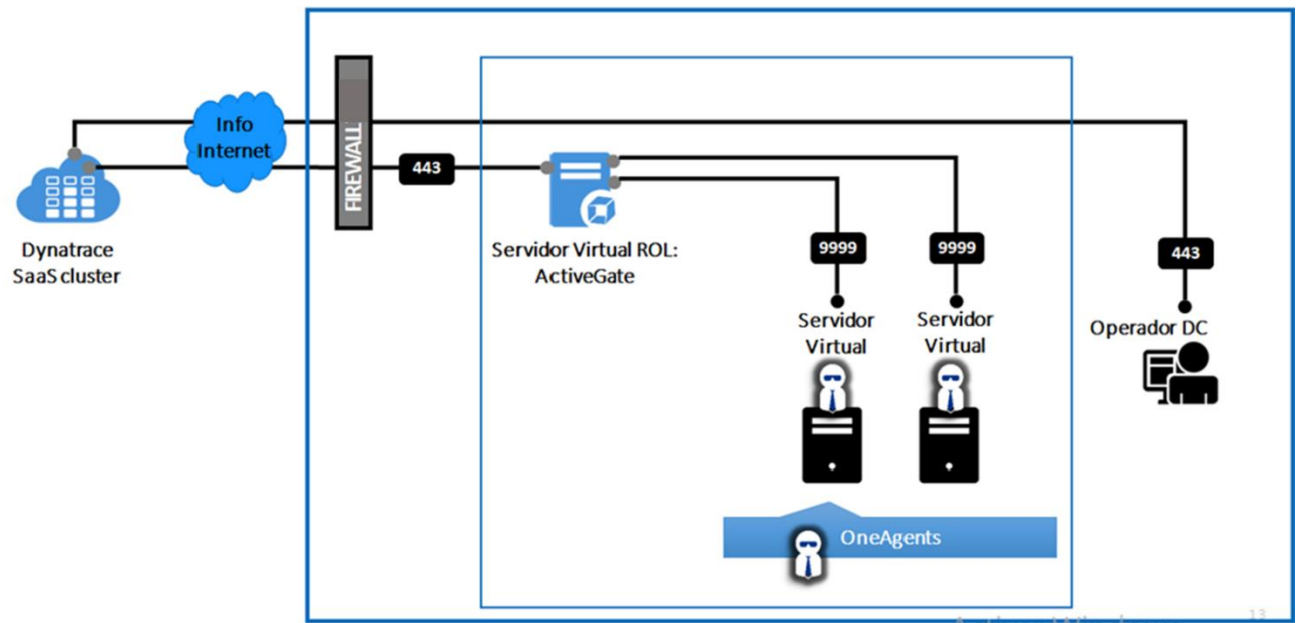 Info
Internet
FIREWALL
443
Dynatrace
SaaS cluster
Servidor Virtual ROL:
ActiveGate
9999
9999
443
Servidor
Virtual
Servidor
Virtual
Operador DC
OneAgents
13